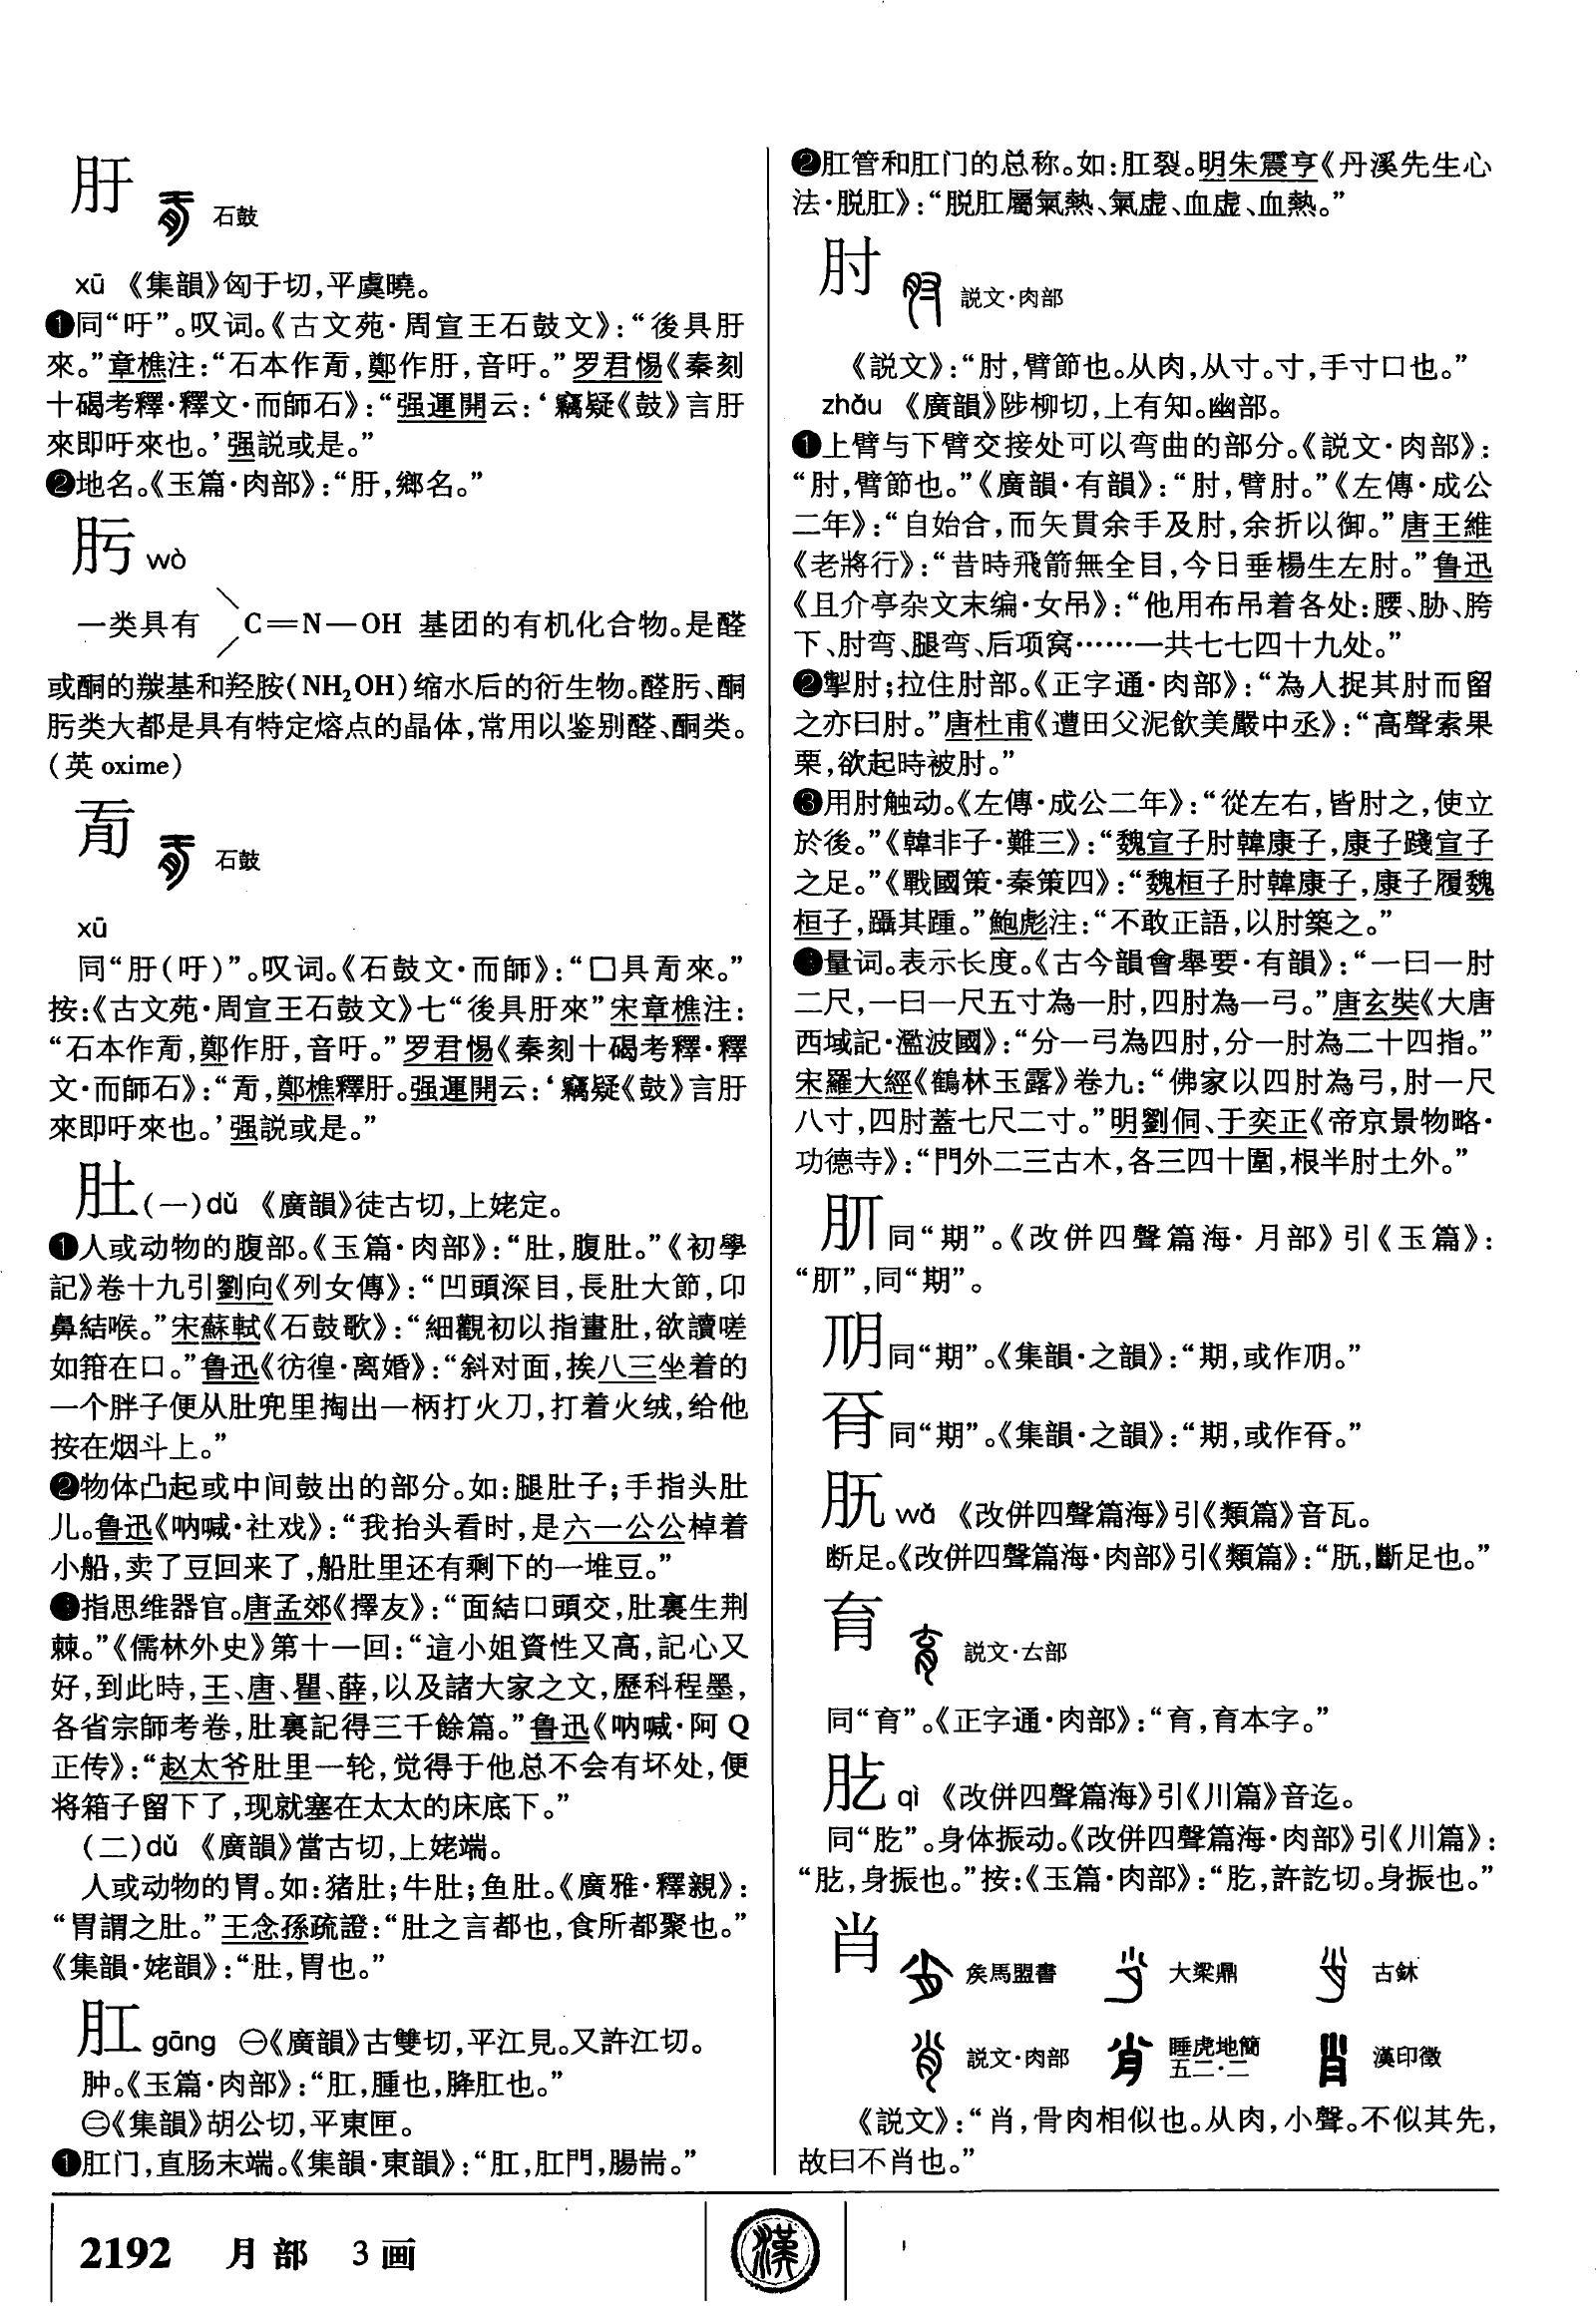 肝 石鼓
xū 《集韻》匈于切，平虞曉。
❶同“吁”。叹词。《古文苑·周宣王石鼓文》：“後具肝
來。”章樵注：“石本作𦘫，鄭作肝，音吁。”罗君惕《秦刻
十碣考釋·釋文·而師石》：“强運開云：‘竊疑《鼓》言肝
來即吁來也。’强説或是。”
❷地名。《玉篇·肉部》：“肝，鄉名。”
肟 wò
一类具有 C＝N—OH 基团的有机化合物。是醛
或酮的羰基和羟胺（NH₂OH）缩水后的衍生物。醛肟、酮
肟类大都是具有特定熔点的晶体，常用以鉴别醛、酮类。
（英 oxime）
石鼓
xū
同“肝（吁）”。叹词。《石鼓文·而師》：“□具𦘫來。”
按：《古文苑·周宣王石鼓文》七“後具肝來”宋章樵注：
“石本作𦘫，鄭作肝，音吁。”罗君惕《秦刻十碣考釋·釋
文·而師石》：“𦘫，鄭樵釋肝。强運開云：‘竊疑《鼓》言肝
來即吁來也。’强説或是。”
肚（一）dǔ 《廣韻》徒古切，上姥定。
❶人或动物的腹部。《玉篇·肉部》：“肚，腹肚。”《初學
記》卷十九引劉向《列女傳》：“凹頭深目，長肚大節，卬
鼻結喉。”宋蘇軾《石鼓歌》：“細觀初以指畫肚，欲讀嗟
如箝在口。”鲁迅《彷徨·离婚》：“斜对面，挨八三坐着的
一个胖子便从肚兜里掏出一柄打火刀，打着火绒，给他
按在烟斗上。”
❷物体凸起或中间鼓出的部分。如：腿肚子；手指头肚
儿。鲁迅《呐喊·社戏》：“我抬头看时，是六一公公棹着
小船，卖了豆回来了，船肚里还有剩下的一堆豆。”
❸指思维器官。唐孟郊《擇友》：“面結口頭交，肚裏生荆
棘。”《儒林外史》第十一回：“這小姐資性又高，記心又
好，到此時，王、唐、瞿、薛，以及諸大家之文，歷科程墨，
各省宗師考卷，肚裏記得三千餘篇。”鲁迅《呐喊·阿Q
正传》：“赵太爷肚里一轮，觉得于他总不会有坏处，便
将箱子留下了，现就塞在太太的床底下。”
（二）dǔ 《廣韻》當古切，上姥端。
人或动物的胃。如：猪肚；牛肚；鱼肚。《廣雅·釋親》：
“胃謂之肚。”王念孫疏證：“肚之言都也，食所都聚也。”
《集韻·姥韻》：“肚，胃也。”
肛 gāng ㊀《廣韻》古雙切，平江見。又許江切。
肿。《玉篇·肉部》：“肛，腫也，胮肛也。”
㊁《集韻》胡公切，平東匣。
❶肛门，直肠末端。《集韻·東韻》：“肛，肛門，腸耑。”
❷肛管和肛门的总称。如：肛裂。明朱震亨《丹溪先生心
法·脱肛》：“脱肛屬氣熱、氣虚、血虚、血熱。”
肘 説文·肉部
《説文》：“肘，臂節也。从肉，从寸。寸，手寸口也。”
zhǒu 《廣韻》陟柳切，上有知。幽部。
❶上臂与下臂交接处可以弯曲的部分。《説文·肉部》：
“肘，臂節也。”《廣韻·有韻》：“肘，臂肘。”《左傳·成公
二年》：“自始合，而矢貫余手及肘，余折以御。”唐王維
《老將行》：“昔時飛箭無全目，今日垂楊生左肘。”鲁迅
《且介亭杂文末编·女吊》：“他用布吊着各处：腰、胁、胯
下、肘弯、腿弯、后项窝……一共七七四十九处。”
❷掣肘；拉住肘部。《正字通·肉部》：“為人捉其肘而留
之亦曰肘。”唐杜甫《遭田父泥飲美嚴中丞》：“高聲索果
栗，欲起時被肘。”
❸用肘触动。《左傳·成公二年》：“從左右，皆肘之，使立
於後。”《韓非子·難三》：“魏宣子肘韓康子，康子踐宣子
之足。”《戰國策·秦策四》：“魏桓子肘韓康子，康子履魏
桓子，躡其踵。”鮑彪注：“不敢正語，以肘築之。”
❹量词。表示长度。《古今韻會舉要·有韻》：“一曰一肘
二尺，一曰一尺五寸為一肘，四肘為一弓。”唐玄奘《大唐
西域記·濫波國》：“分一弓為四肘，分一肘為二十四指。”
宋羅大經《鶴林玉露》卷九：“佛家以四肘為弓，肘一尺
八寸，四肘蓋七尺二寸。”明劉侗、于奕正《帝京景物略·
功德寺》：“門外二三古木，各三四十圍，根半肘土外。”
同“期”。《改併四聲篇海·月部》引《玉篇》：
同“期”。
同“期”。《集韻·之韻》：“期，或作
同“期”。《集韻·之韻》：“期，或作
wǎ 《改併四聲篇海》引《類篇》音瓦。
断足。《改併四聲篇海·肉部》引《類篇》：斷足也。”
育 説文·𠫓部
同“育”。《正字通·肉部》：“育，育本字。”
qì 《改併四聲篇海》引《川篇》音迄。
同“肐”。身体振动。《改併四聲篇海·肉部》引《川篇》：
身振也。”按：《玉篇·肉部》：“肐，許訖切。身振也。”
肖 矦馬盟書 大梁鼎 古鉥
説文·肉部 睡虎地簡五二·二 漢印徵
《説文》：“肖，骨肉相似也。从肉，小聲。不似其先，
故曰不肖也。”
2192 月部 3画
漢